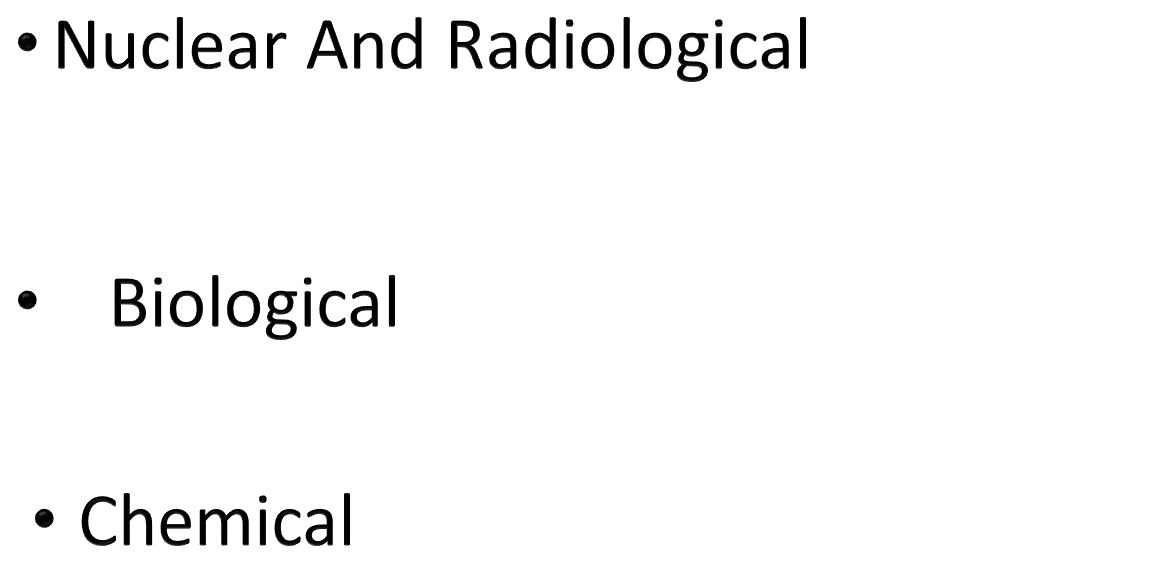 • Nuclear And Radiological
• Biological
• Chemical